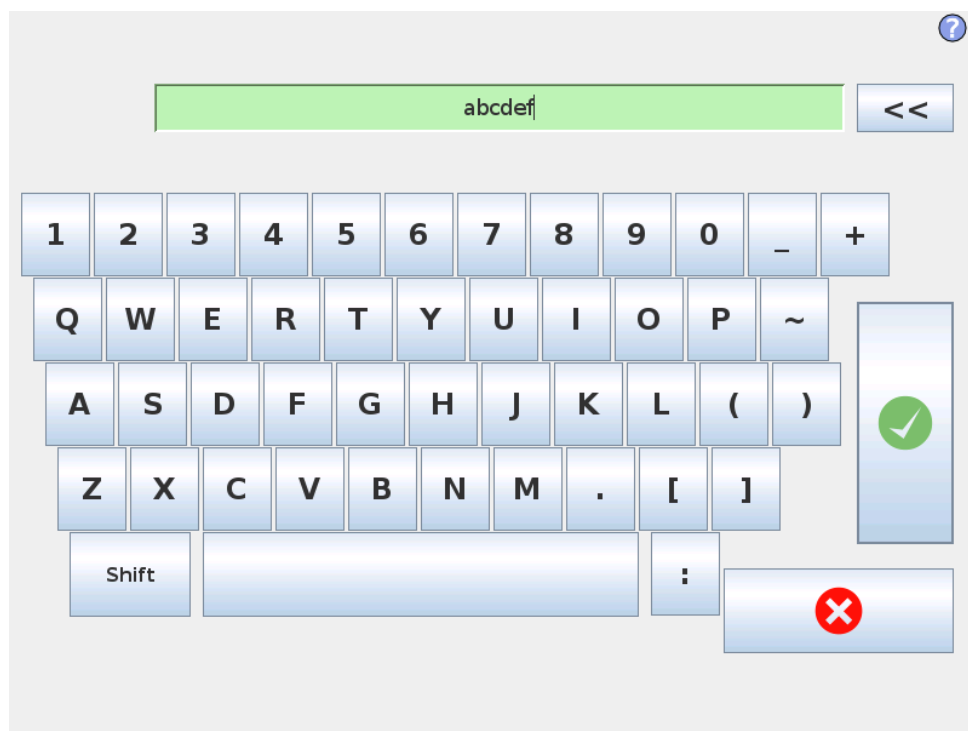 ?
abcdef
<<
1 2 3 4 5 6 7 8 9 0 _ +
Q W E R T Y U I O P ~
A S D F G H J K L ( )
Z X C V B N M . [ ]
Shift :